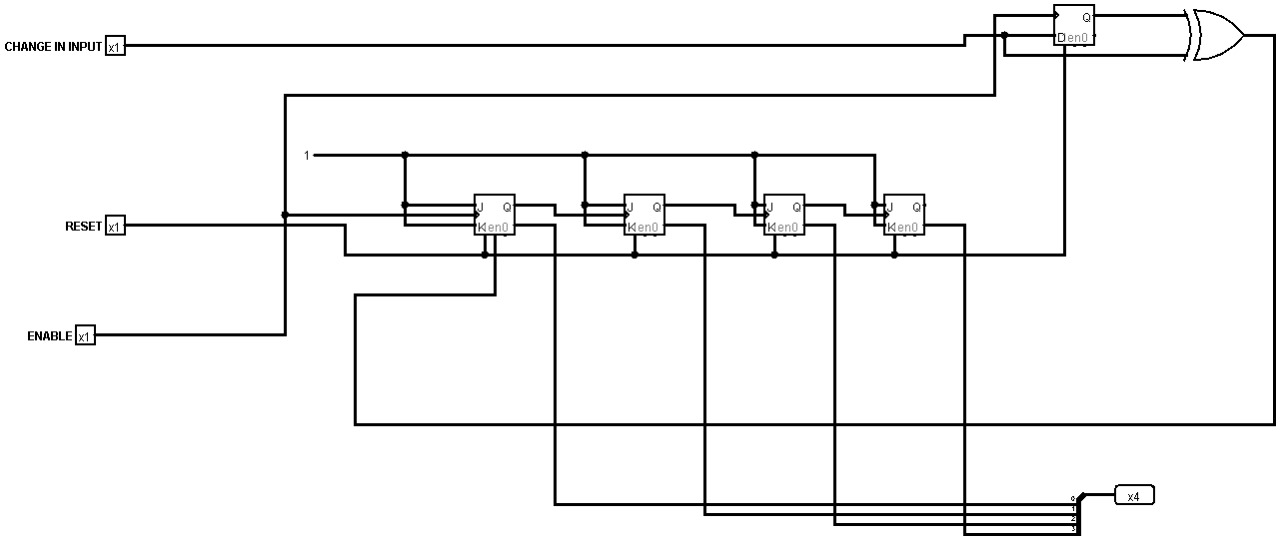 Q
CHANGE IN INPUT x1
D en0
1
J Q J Q J Q J Q
RESET x1
K en0 K en0 K en0 K en0
ENABLE x1
0
x4
1
2
3